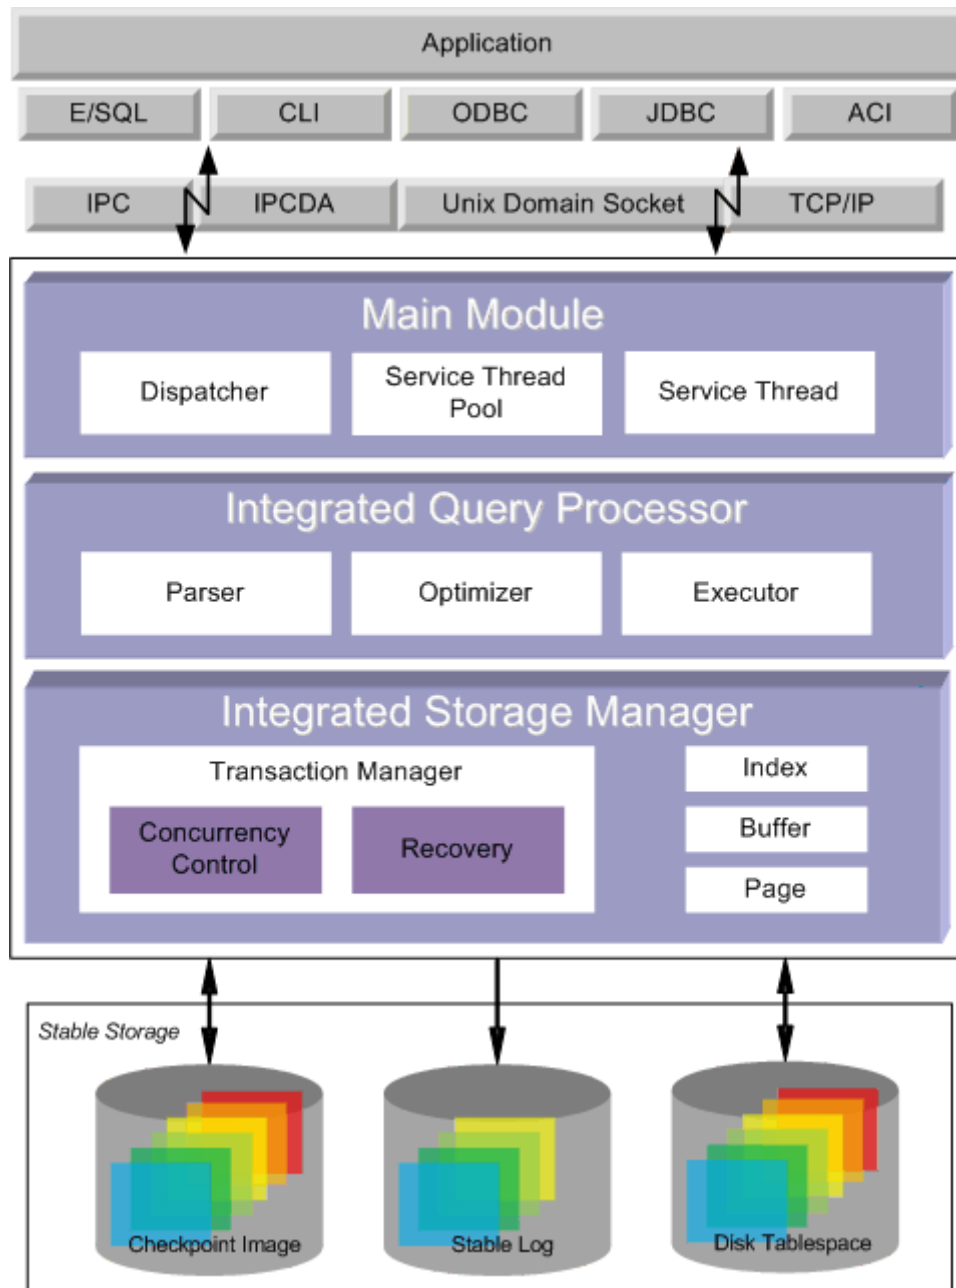 Application
E/SQL
CLI
ODBC
JDBC
ACI
IPC
IPCDA
Unix Domain Socket
TCP/IP
Main Module
Dispatcher
Service Thread
Pool
Service Thread
Integrated Query Processor
Parser
Optimizer
Executor
Integrated Storage Manager
Transaction Manager
Concurrency
Control
Recovery
Index
Buffer
Page
Stable Storage
Checkpoint Image
Stable Log
Disk Tablespace